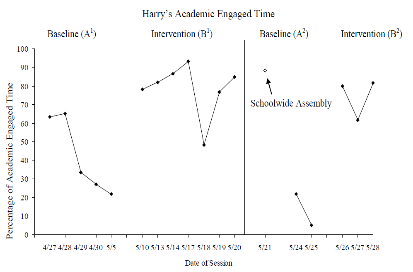 Harry's Academic Engaged Time
Baseline (A1) Intervention (B1) Baseline (A2) Intervention (B2)
Percentage of Academic Engaged Time
100
90
80
70
60
50
40
30
20
10
0
Schoolwide Assembly
4/27 4/28 4/29 4/30 5/5 5/10 5/13 5/14 5/17 5/18 5/19 5/20 5/21 5/24 5/25 5/26 5/27 5/28
Date of Session